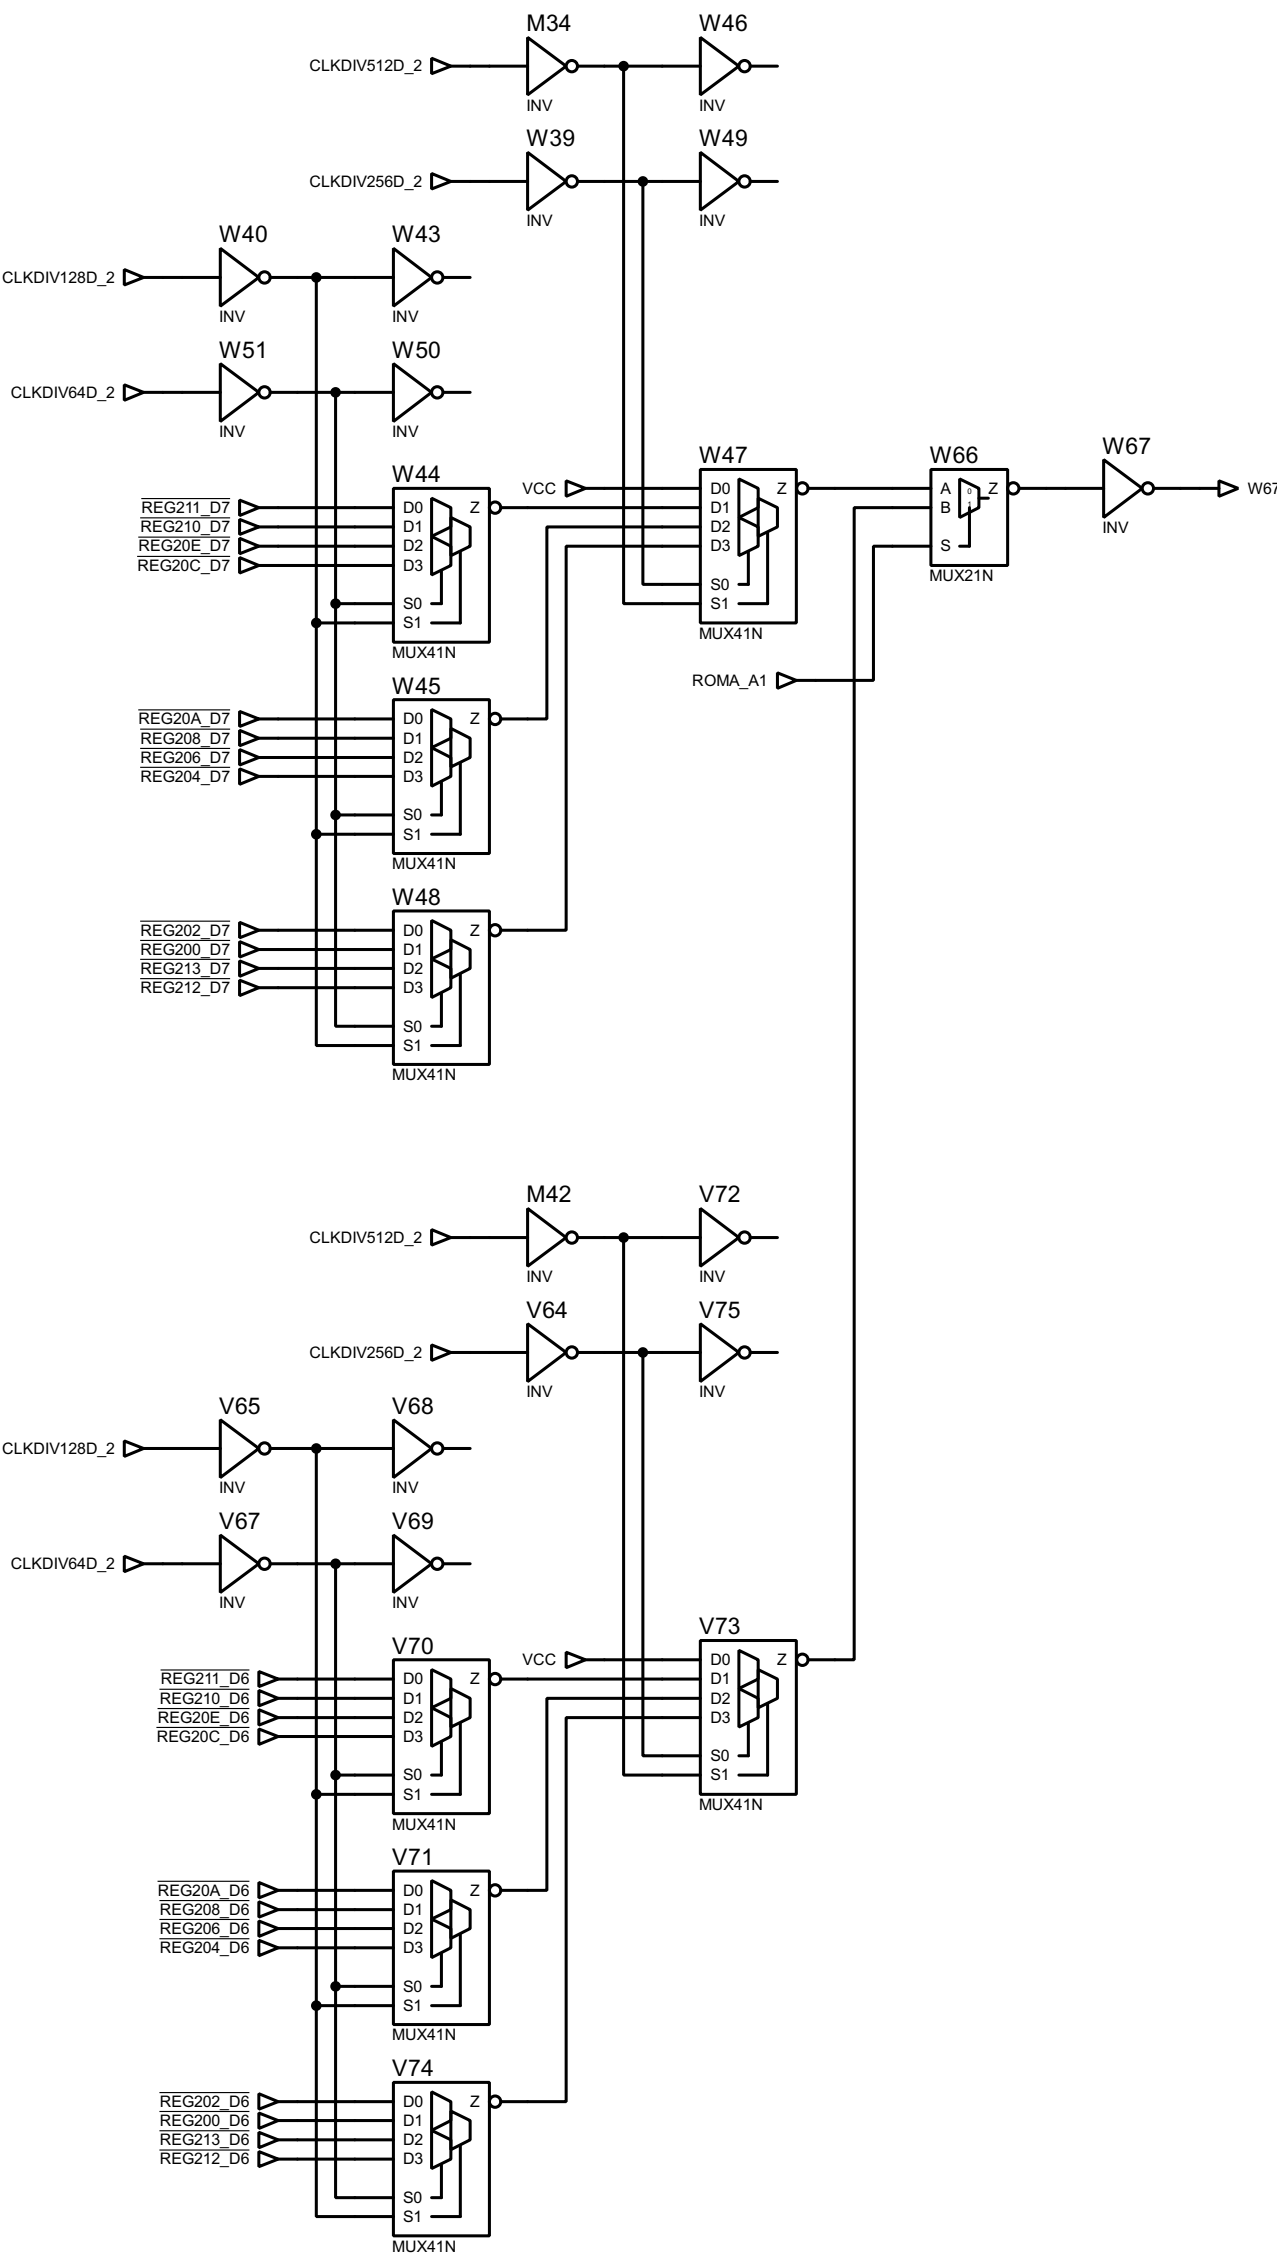 M34
W46
CLKDIV512D_2
INV
INV
W39
W49
CLKDIV256D_2
INV
INV
W40
W43
CLKDIV128D_2
INV
INV
W51
W50
CLKDIV64D_2
INV
INV
W44
REG211_D7
REG210_D7
REG20E_D7
REG20C_D7
D0
D1
D2
D3
S0
S1
Z
MUX41N
VCC
W47
D0
D1
D2
D3
S0
S1
Z
MUX41N
W66
A
B
S
0
1
Z
MUX21N
W67
INV
W67
ROMA_A1
W45
REG20A_D7
REG208_D7
REG206_D7
REG204_D7
D0
D1
D2
D3
S0
S1
Z
MUX41N
W48
REG202_D7
REG200_D7
REG213_D7
REG212_D7
D0
D1
D2
D3
S0
S1
Z
MUX41N
M42
V72
CLKDIV512D_2
INV
INV
V64
V75
CLKDIV256D_2
INV
INV
V65
V68
CLKDIV128D_2
INV
INV
V67
V69
CLKDIV64D_2
INV
INV
V70
REG211_D6
REG210_D6
REG20E_D6
REG20C_D6
D0
D1
D2
D3
S0
S1
Z
MUX41N
VCC
V73
D0
D1
D2
D3
S0
S1
Z
MUX41N
V71
REG20A_D6
REG208_D6
REG206_D6
REG204_D6
D0
D1
D2
D3
S0
S1
Z
MUX41N
V74
REG202_D6
REG200_D6
REG213_D6
REG212_D6
D0
D1
D2
D3
S0
S1
Z
MUX41N